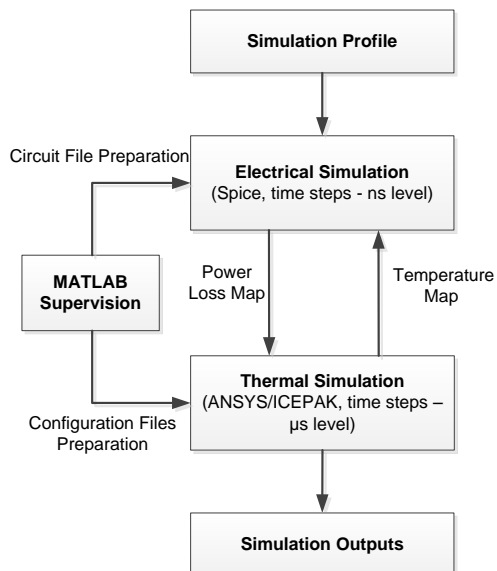 Simulation Profile
Circuit File Preparation
Electrical Simulation
(Spice, time steps - ns level)
Power
Loss Map
Temperature
Map
MATLAB
Supervision
Thermal Simulation
(ANSYS/ICEPAK, time steps –
µs level)
Configuration Files
Preparation
Simulation Outputs